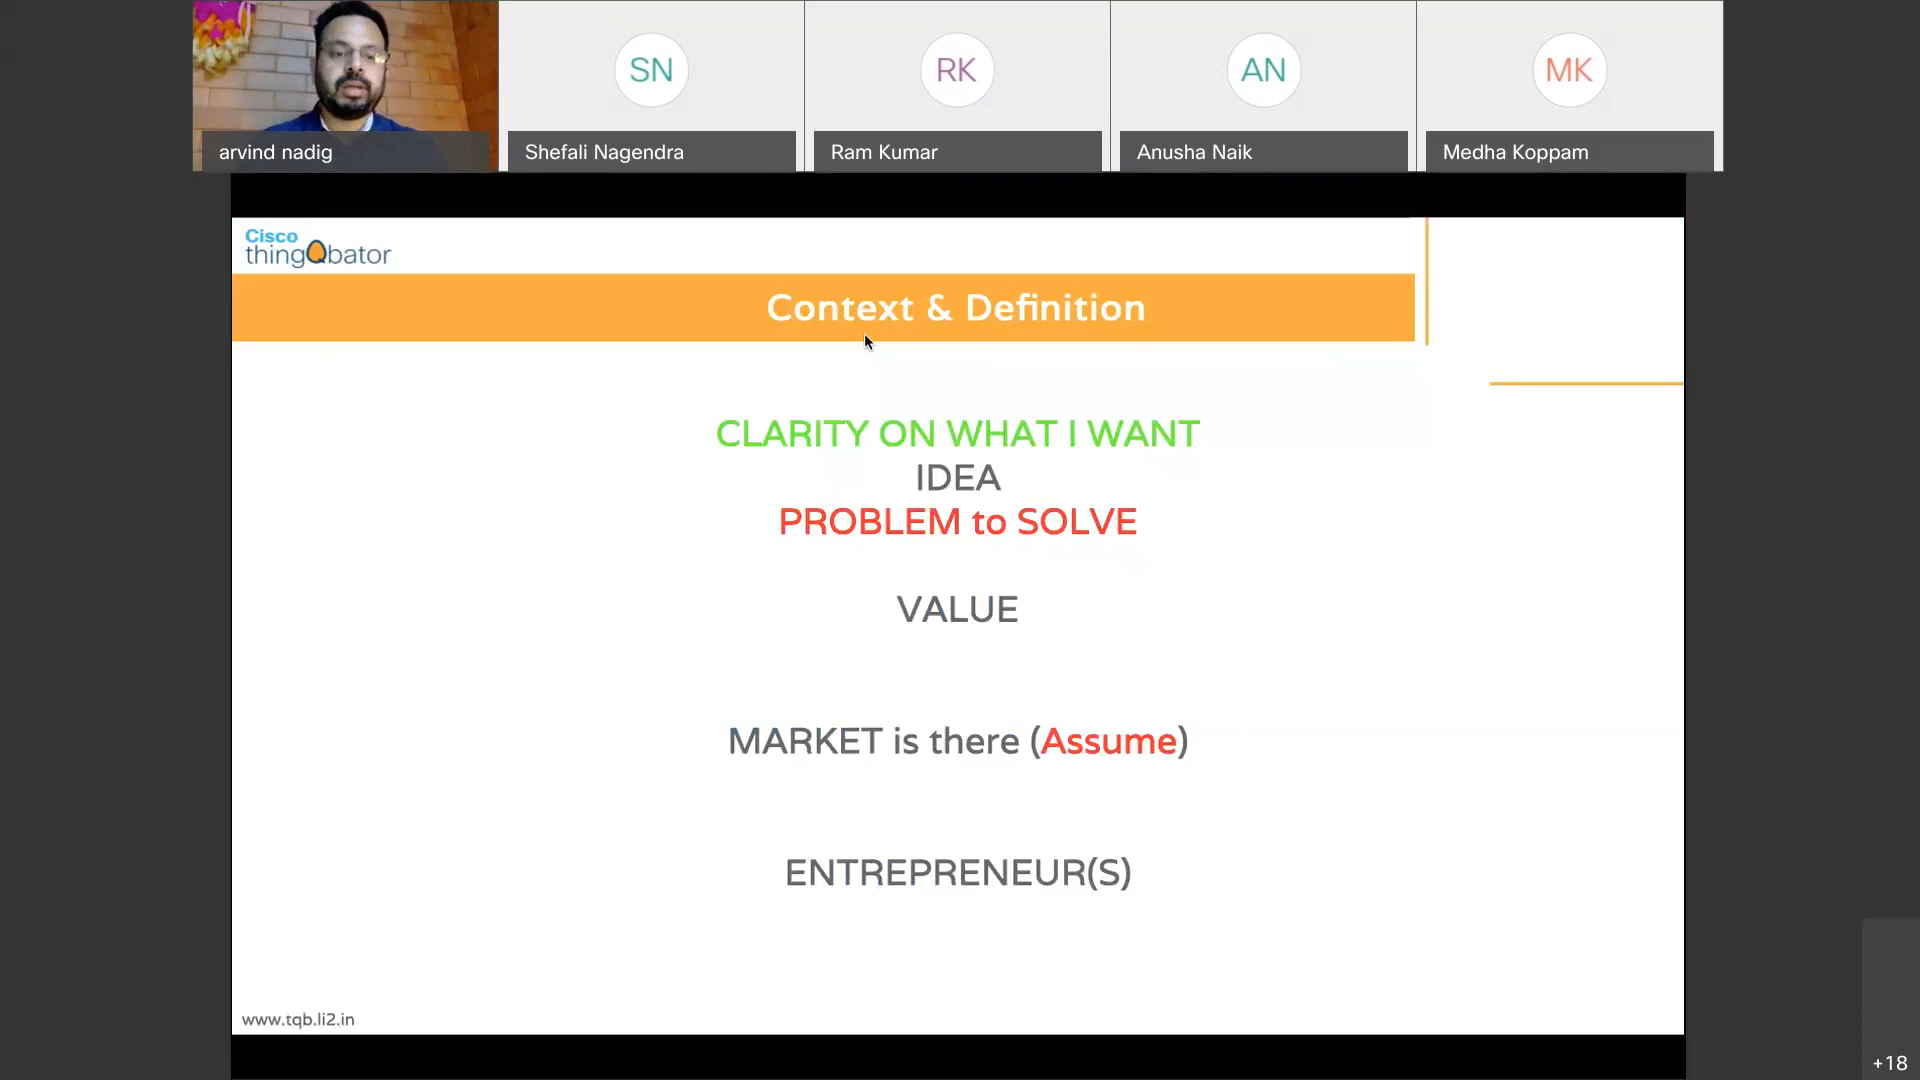 SN
RK
AN
MK
arvind nadig
Shefali Nagendra
Ram Kumar
Anusha Naik
Medha Koppam
Cisco
thingQbator
Context & Definition
CLARITY ON WHAT I WANT
IDEA
PROBLEM to SOLVE
VALUE
MARKET is there (Assume)
ENTREPRENEUR(S)
www.tqb.li2.in
+18